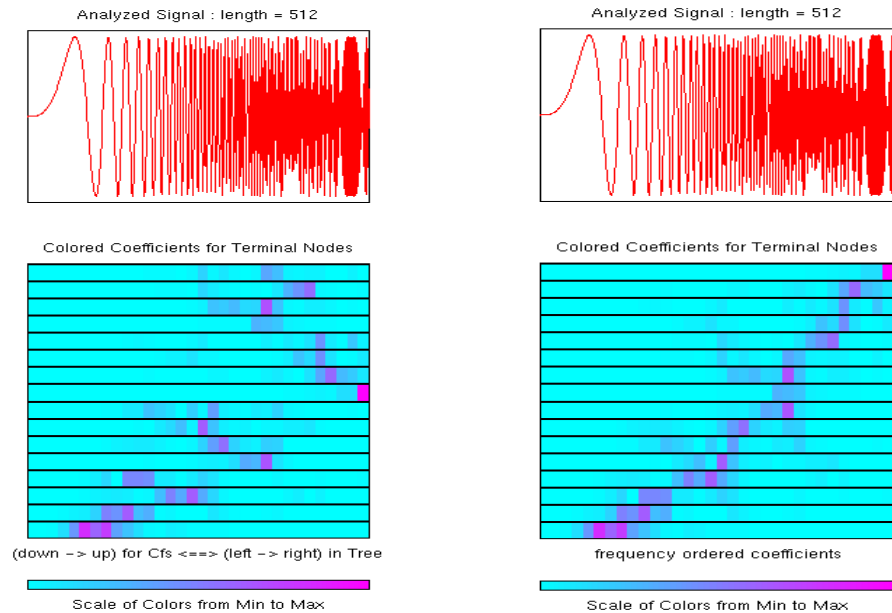 Analyzed Signal : length = 512
Colored Coefficients for Terminal Nodes
(down -> up) for Cfs <==> (left -> right) in Tree
Scale of Colors from Min to Max
Analyzed Signal : length = 512
Colored Coefficients for Terminal Nodes
frequency ordered coefficients
Scale of Colors from Min to Max